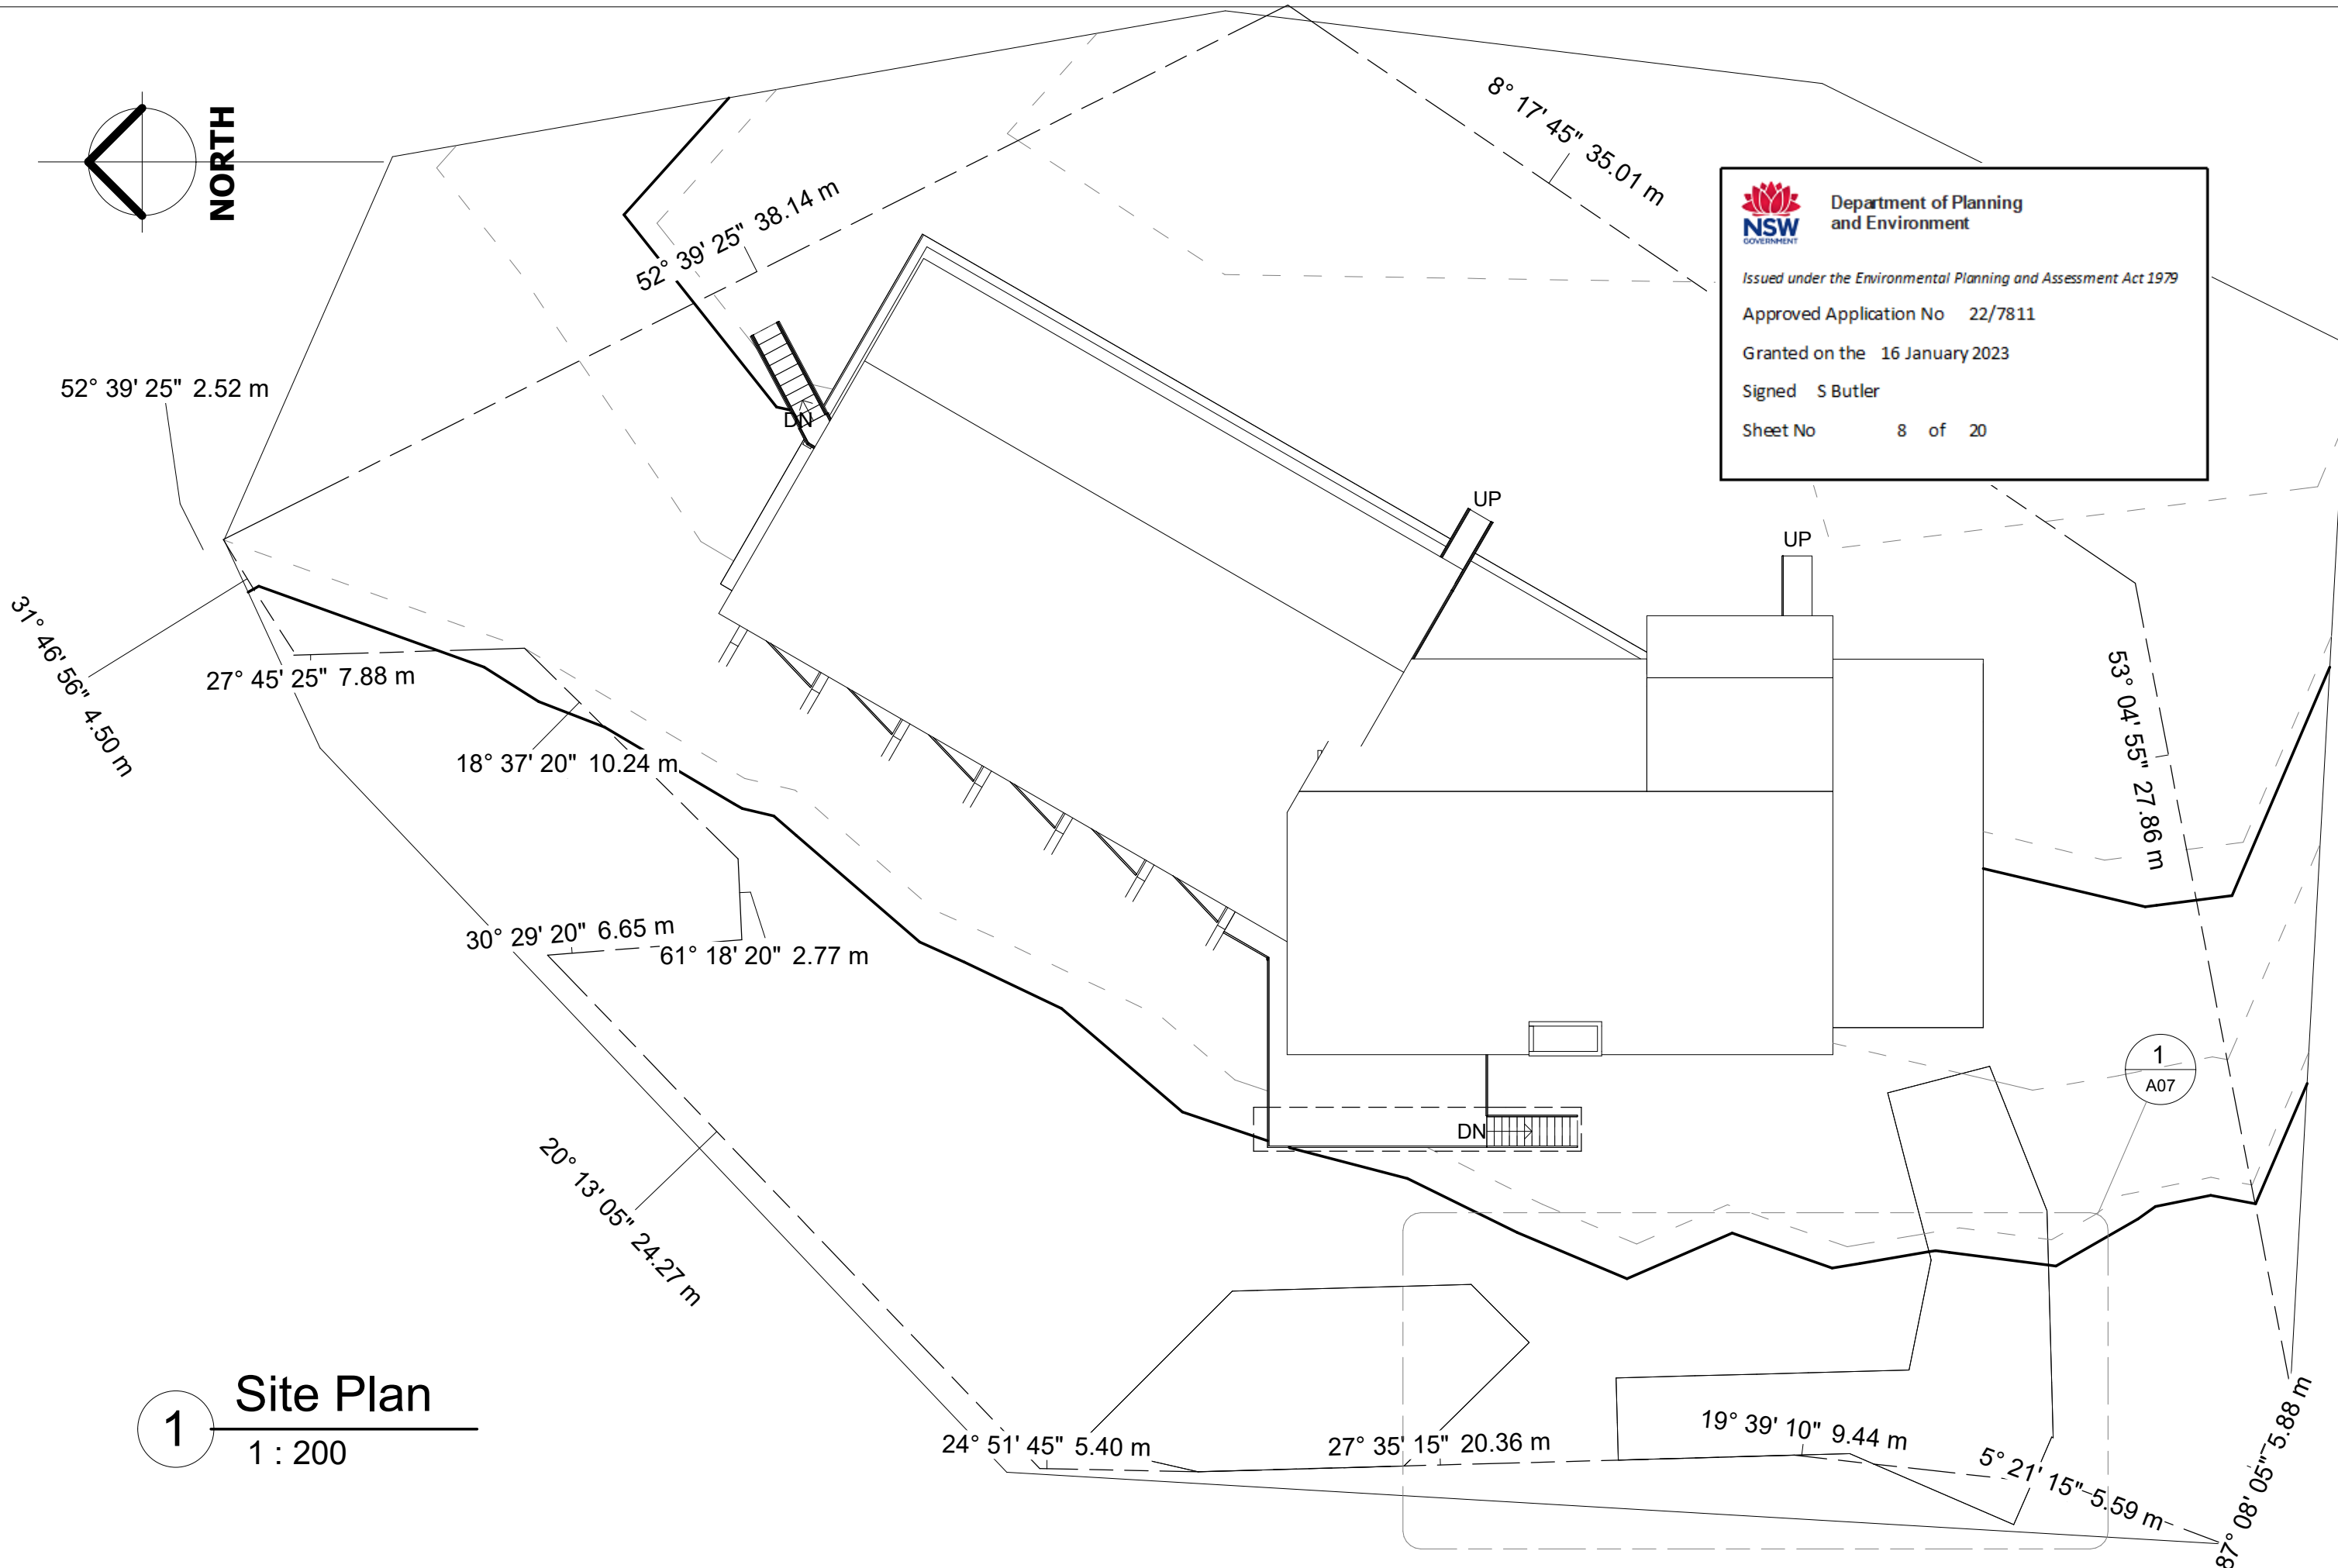 NORTH
8° 17' 45" 35.01 m
52° 39' 25" 38.14 m
NSW
GOVERNMENT
Department of Planning
and Environment
Issued under the Environmental Planning and Assessment Act 1979
Approved Application No 22/7811
Granted on the 16 January 2023
Signed S Butler
Sheet No 8 of 20
52° 39' 25" 2.52 m
DN
UP
UP
31° 46' 56" 4.50 m
27° 45' 25" 7.88 m
18° 37' 20" 10.24 m
53° 04' 55" 27.86 m
30° 29' 20" 6.65 m
61° 18' 20" 2.77 m
1
A07
DN
20° 13' 05" 24.27 m
1
Site Plan
1 : 200
24° 51' 45" 5.40 m
27° 35' 15" 20.36 m
19° 39' 10" 9.44 m
5° 21' 15" 5.59 m
87° 08' 05" 5.88 m